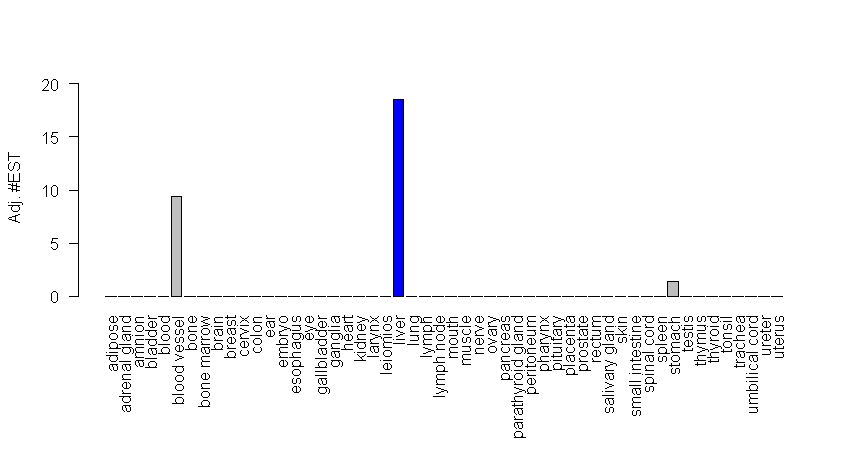 Adj. #EST
20
15
10
5
0
adipose
adrenal gland
amnion
bladder
blood
blood vessel
bone
bone marrow
brain
breast
cervix
colon
ear
embryo
esophagus
eye
gallbladder
ganglia
heart
kidney
larynx
leiomios
liver
lung
lymph
lymph node
mouth
muscle
nerve
ovary
pancreas
parathyroid gland
peritoneum
pharynx
pituitary
placenta
prostate
rectum
salivary gland
skin
small intestine
spinal cord
spleen
stomach
testis
thymus
thyroid
tonsil
trachea
umbilical cord
ureter
uterus